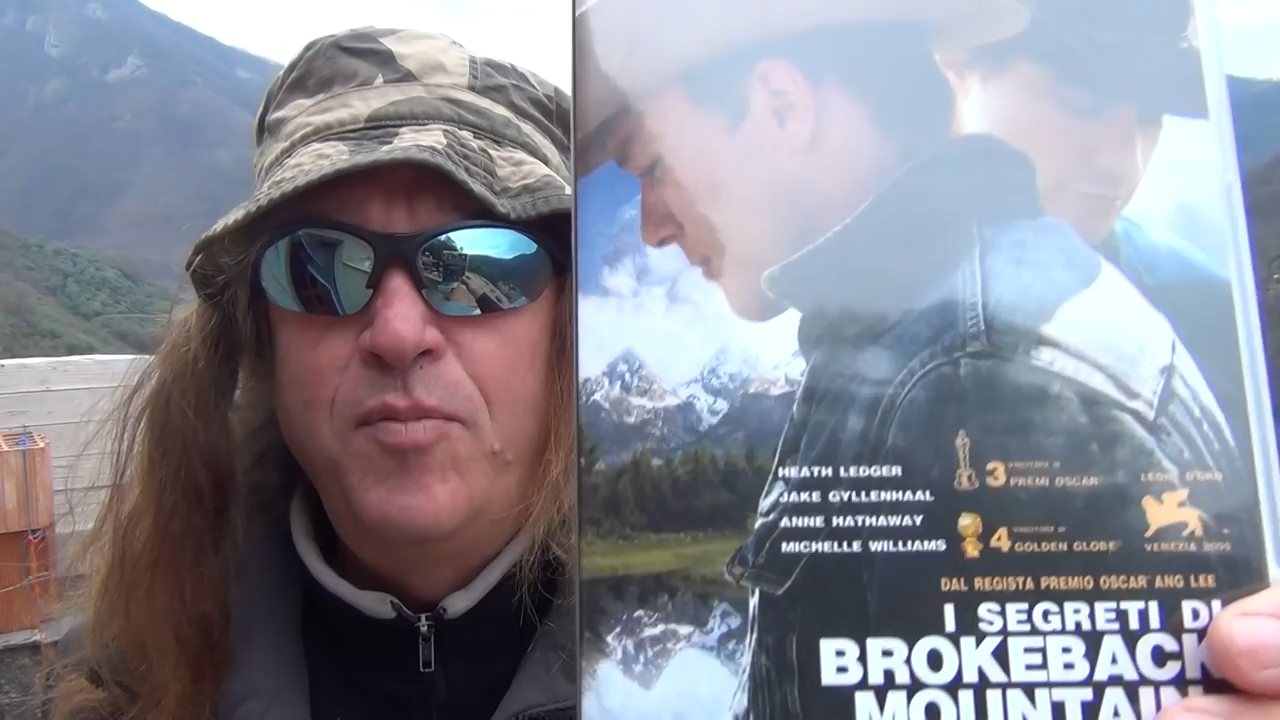 HEATH LEDGER
JAKE GYLLENHAAL
ANNE HATHAWAY
MICHELLE WILLIAMS
3 PREMI OSCAR
4 GOLDEN GLOBE
LEONE D'ORO
VENEZIA 2005
DAL REGISTA PREMIO OSCAR ANG LEE
I SEGRETI DI
BROKEBACK
MOUNTAIN